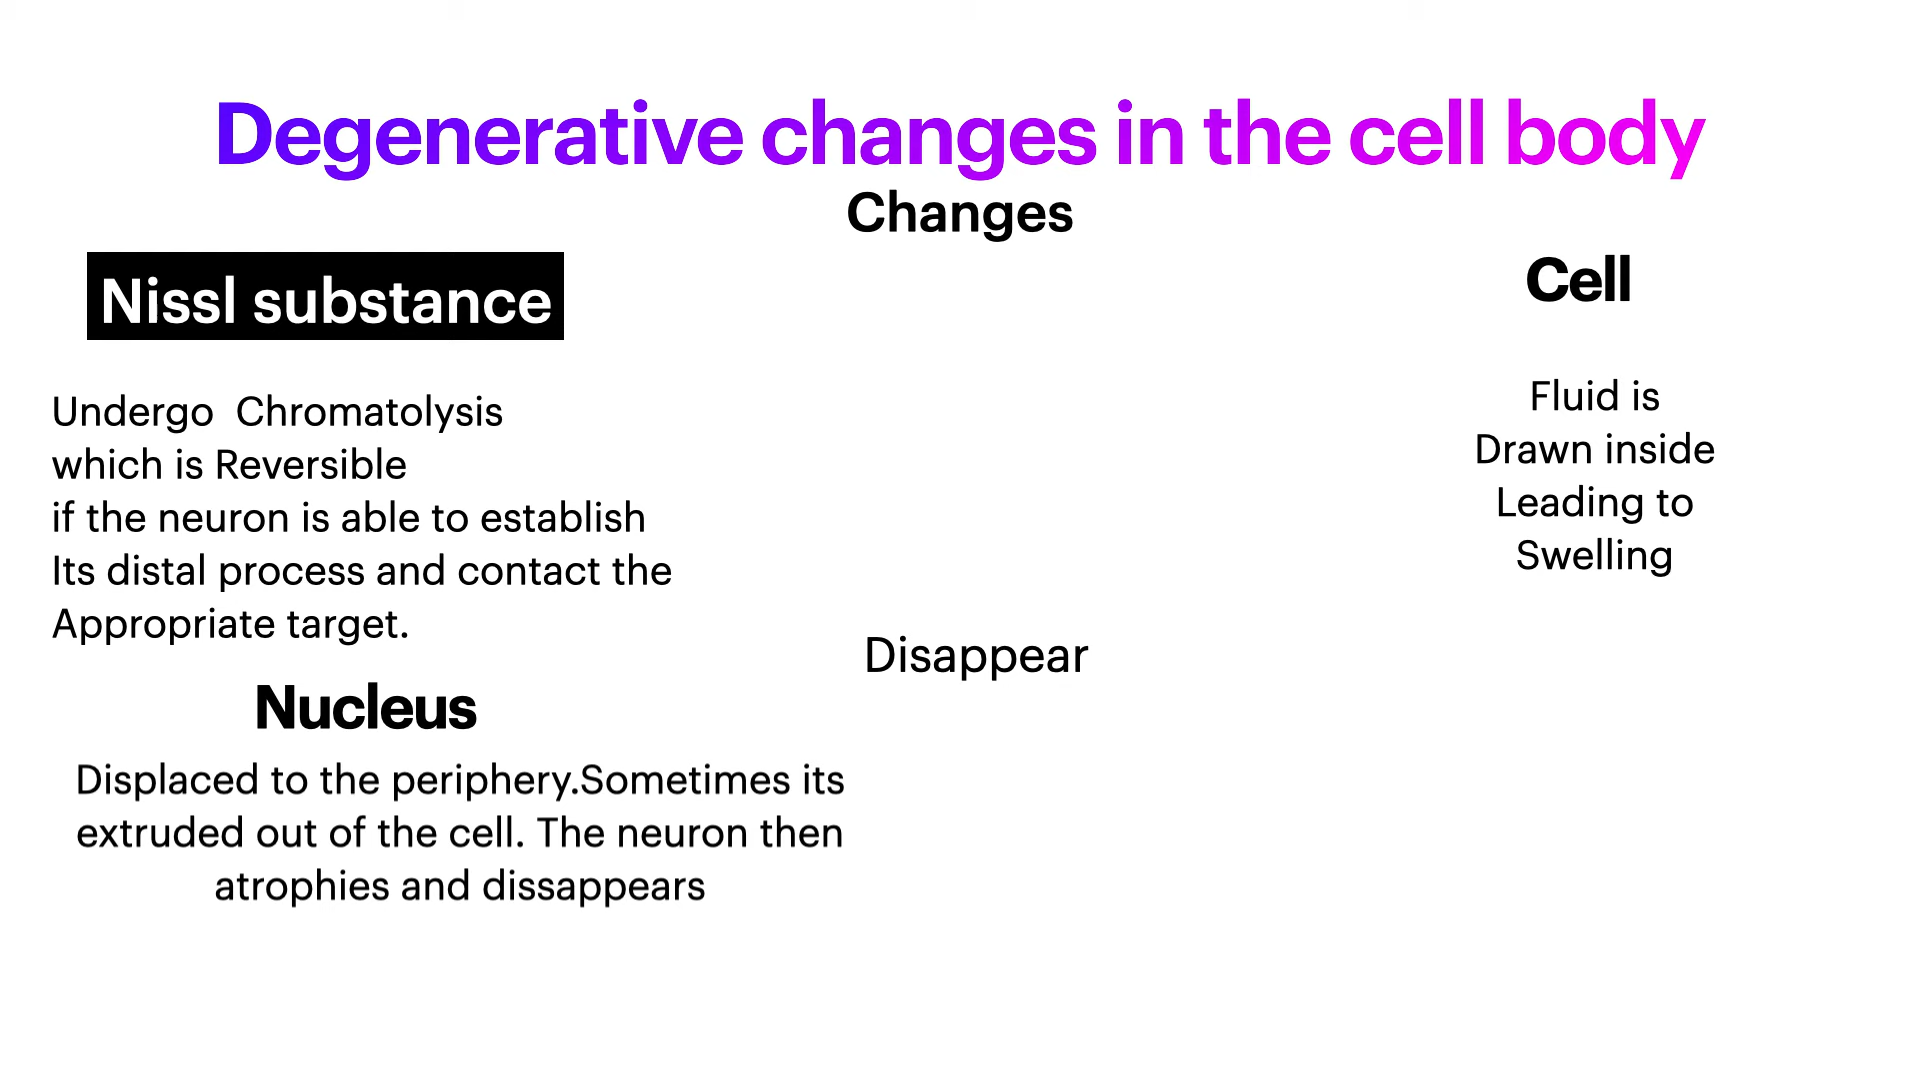 Degenerative changes in the cell body
Changes
Nissl substance
Undergo  Chromatolysis
which is Reversible
if the neuron is able to establish
Its distal process and contact the
Appropriate target.
Cell
Fluid is
Drawn inside
Leading to
Swelling
Disappear
Nucleus
Displaced to the periphery.Sometimes its
extruded out of the cell. The neuron then
atrophies and dissappears